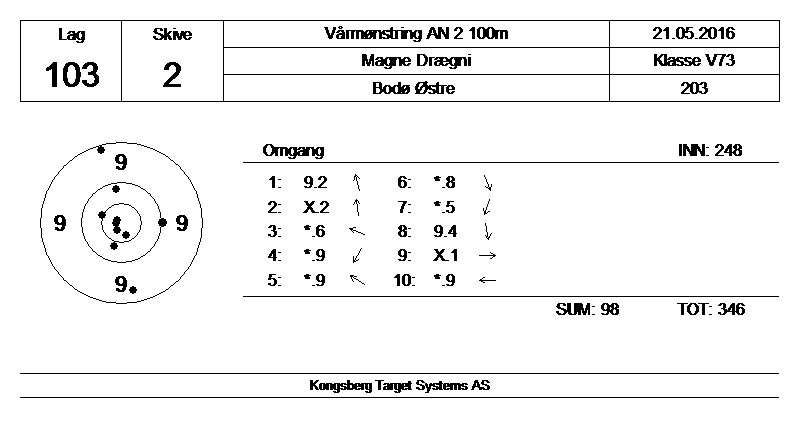 Lag Skive Vårmønstring AN 2 100m 21.05.2016
103 2 Magne Drægni Klasse V73
Bodø Østre 203
Omgang INN: 248
9
1: 9.2 6: *.8
2: X.2 7: *.5
9 9
3: *.6 8: 9.4
4: *.9 9: X.1
5: *.9 10: *.9
9
SUM: 98 TOT: 346
Kongsberg Target Systems AS